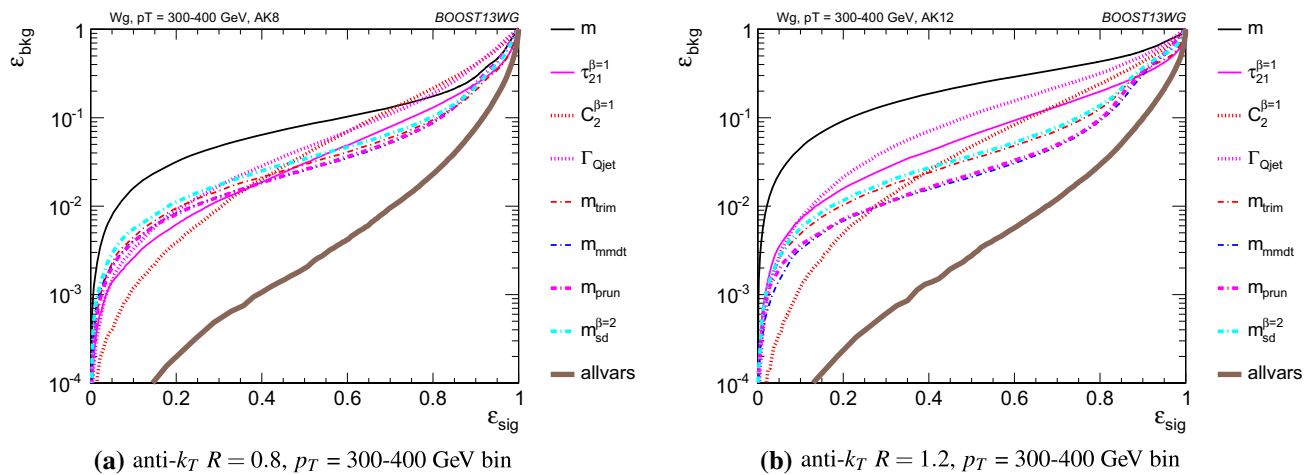 Wg, pT = 300-400 GeV, AK8
BOOST13WG
ε_bkg
1
10^-1
10^-2
10^-3
10^-4
0
0.2
0.4
0.6
0.8
1
ε_sig
m
τ_21^β=1
C_2^β=1
Γ_Qjet
m_trim
m_mmdt
m_prun
m_sd^β=2
allvars
(a) anti-k_T R = 0.8, p_T = 300-400 GeV bin
Wg, pT = 300-400 GeV, AK12
BOOST13WG
ε_bkg
1
10^-1
10^-2
10^-3
10^-4
0
0.2
0.4
0.6
0.8
1
ε_sig
m
τ_21^β=1
C_2^β=1
Γ_Qjet
m_trim
m_mmdt
m_prun
m_sd^β=2
allvars
(b) anti-k_T R = 1.2, p_T = 300-400 GeV bin